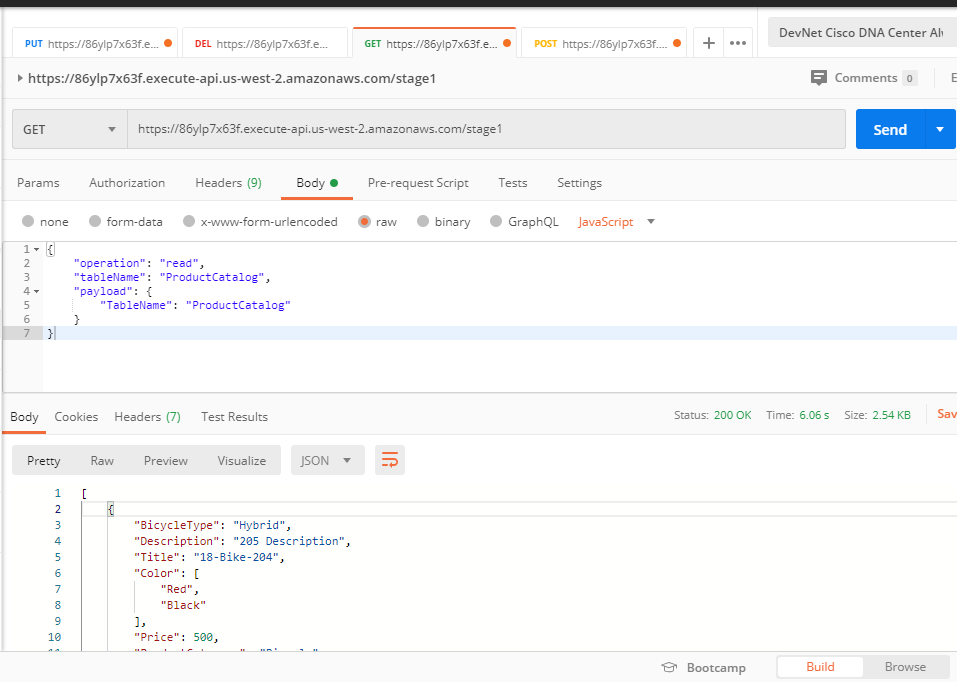 PUT https://86ylp7x63f.e... DEL https://86ylp7x63f.e... GET https://86ylp7x63f.e... POST https://86ylp7x63f.... + ••• DevNet Cisco DNA Center
https://86ylp7x63f.execute-api.us-west-2.amazonaws.com/stage1 Comments 0
GET https://86ylp7x63f.execute-api.us-west-2.amazonaws.com/stage1 Send
Params Authorization Headers (9) Body Pre-request Script Tests Settings
none form-data x-www-form-urlencoded raw binary GraphQL JavaScript
1 {
2 "operation": "read",
3 "tableName": "ProductCatalog",
4 "payload": {
5 "TableName": "ProductCatalog"
6 }
7 }
Body Cookies Headers (7) Test Results Status: 200 OK Time: 6.06 s Size: 2.54 KB Sav
Pretty Raw Preview Visualize JSON
1 [
2 {
3 "BicycleType": "Hybrid",
4 "Description": "205 Description",
5 "Title": "18-Bike-204",
6 "Color": [
7 "Red",
8 "Black"
9 ],
10 "Price": 500,
Bootcamp Build Browse